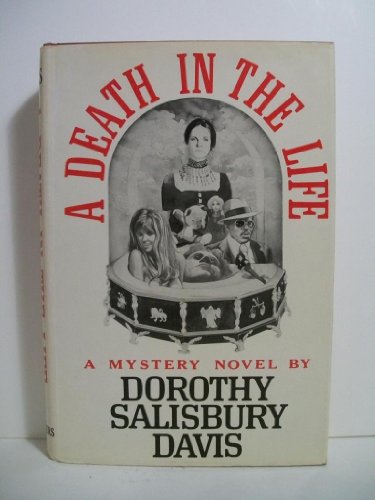 A DEATH IN THE LIFE
A MYSTERY NOVEL BY
DOROTHY
SALISBURY
DAVIS